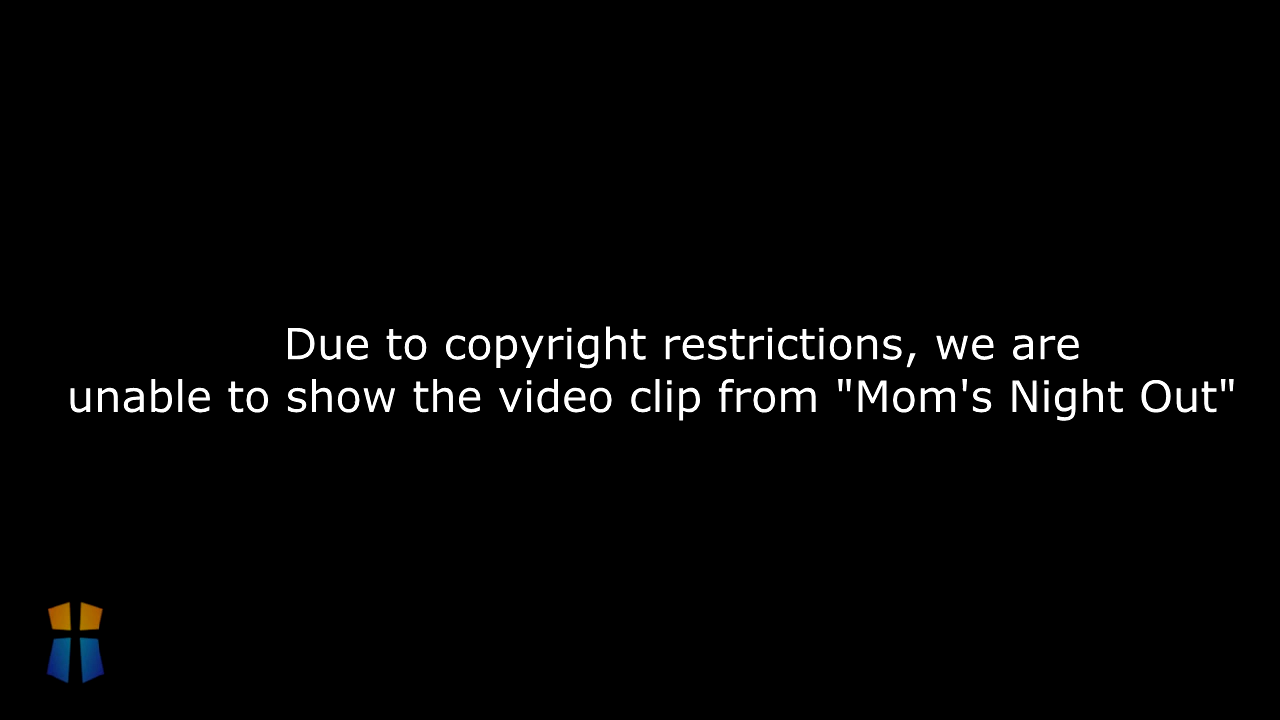 Due to copyright restrictions, we are
unable to show the video clip from "Mom's Night Out"